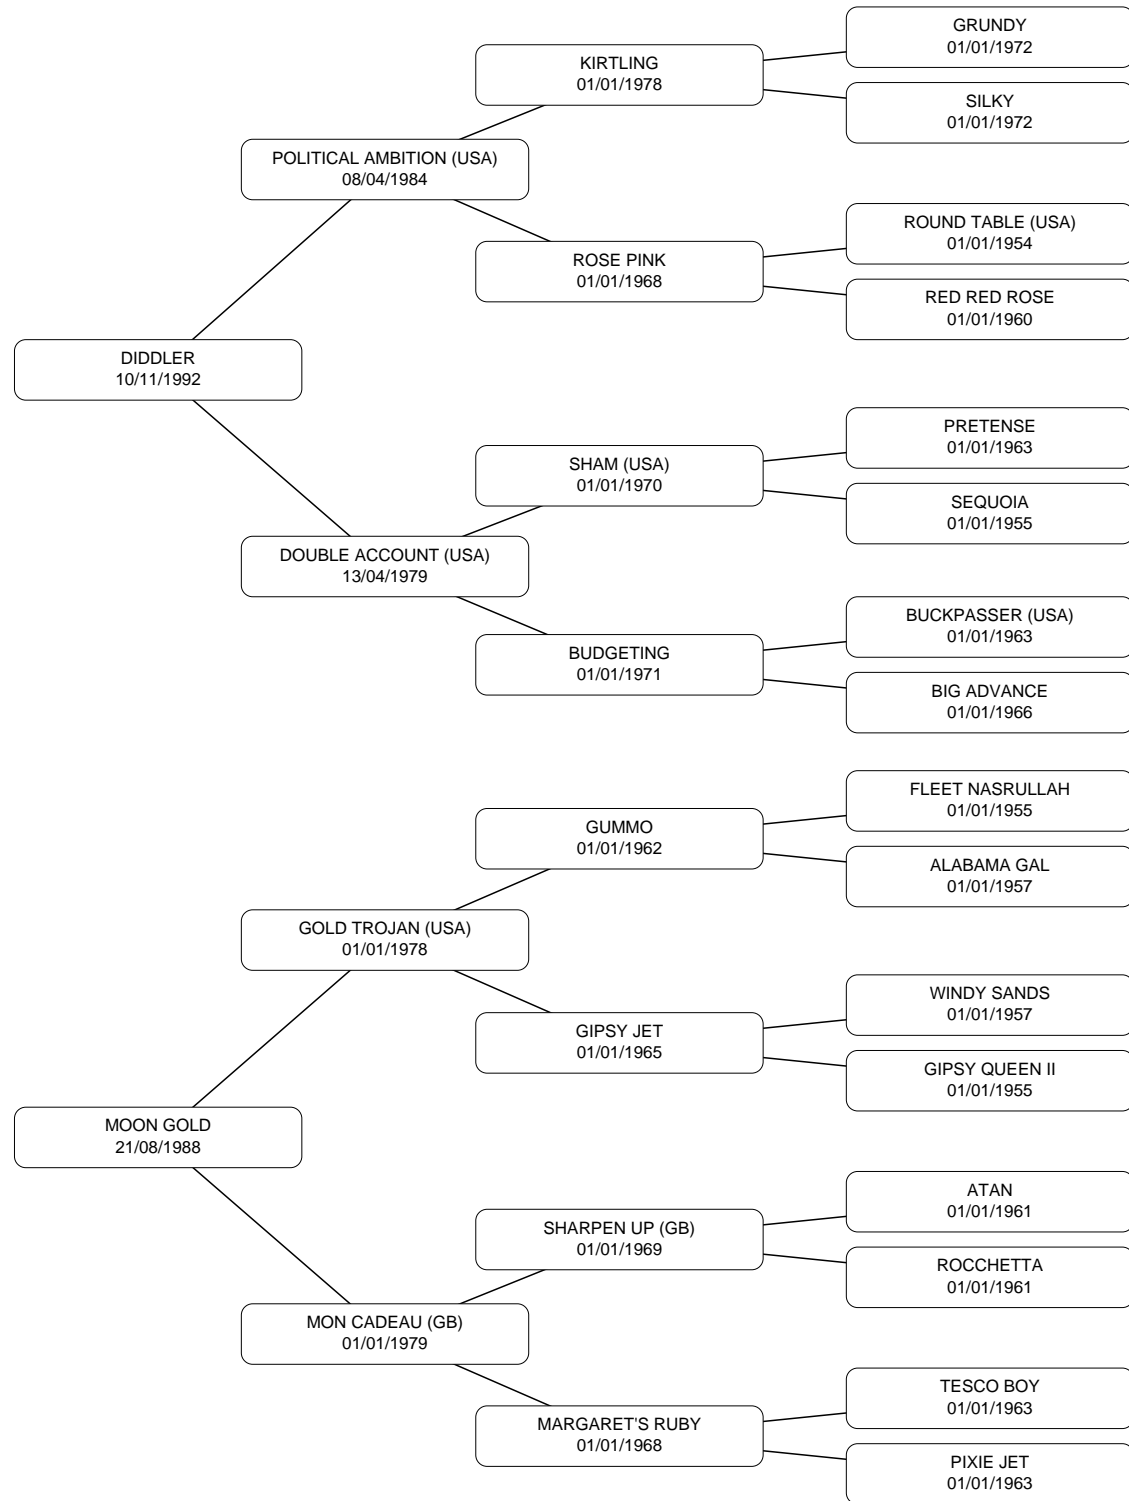 GRUNDY
01/01/1972
KIRTLING
01/01/1978
SILKY
01/01/1972
POLITICAL AMBITION (USA)
08/04/1984
ROUND TABLE (USA)
01/01/1954
ROSE PINK
01/01/1968
RED RED ROSE
01/01/1960
DIDDLER
10/11/1992
PRETENSE
01/01/1963
SHAM (USA)
01/01/1970
SEQUOIA
01/01/1955
DOUBLE ACCOUNT (USA)
13/04/1979
BUCKPASSER (USA)
01/01/1963
BUDGETING
01/01/1971
BIG ADVANCE
01/01/1966
FLEET NASRULLAH
01/01/1955
GUMMO
01/01/1962
ALABAMA GAL
01/01/1957
GOLD TROJAN (USA)
01/01/1978
WINDY SANDS
01/01/1957
GIPSY JET
01/01/1965
GIPSY QUEEN II
01/01/1955
MOON GOLD
21/08/1988
ATAN
01/01/1961
SHARPEN UP (GB)
01/01/1969
ROCCHETTA
01/01/1961
MON CADEAU (GB)
01/01/1979
TESCO BOY
01/01/1963
MARGARET'S RUBY
01/01/1968
PIXIE JET
01/01/1963